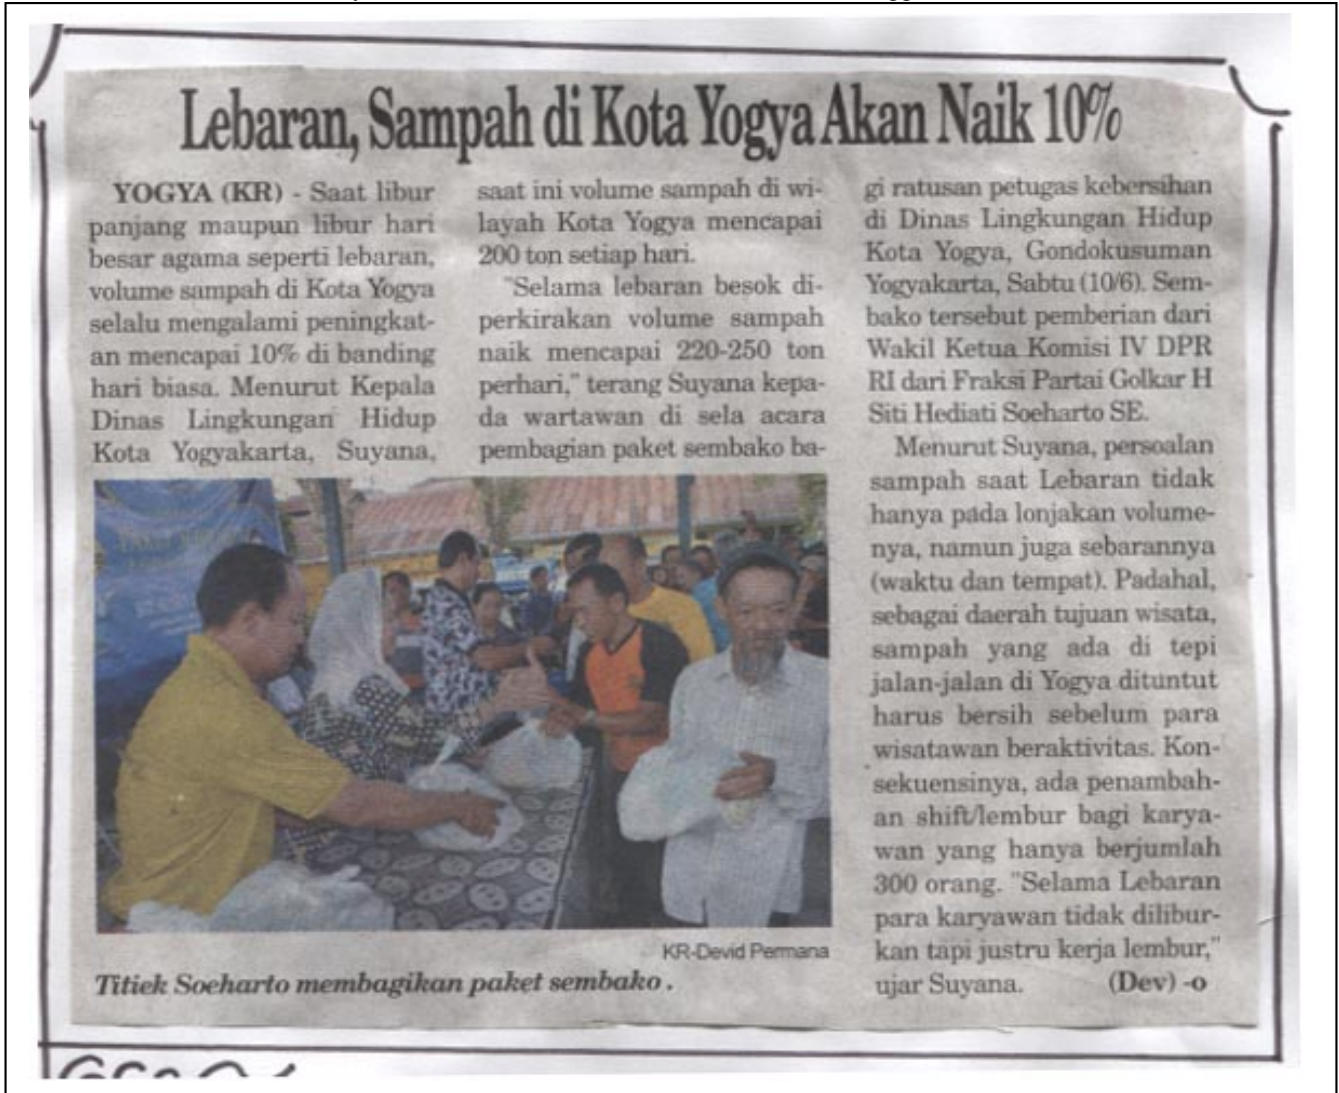 Lebaran, Sampah di Kota Yogya Akan Naik 10%
YOGYA (KR) - Saat libur
panjang maupun libur hari
besar agama seperti lebaran,
volume sampah di Kota Yogya
selalu mengalami peningkat-
an mencapai 10% di banding
hari biasa. Menurut Kepala
Dinas Lingkungan Hidup
Kota Yogyakarta, Suyana,
saat ini volume sampah di wi-
layah Kota Yogya mencapai
200 ton setiap hari.
"Selama lebaran besok di-
perkirakan volume sampah
naik mencapai 220-250 ton
perhari," terang Suyana kepa-
da wartawan di sela acara
pembagian paket sembako ba-
gi ratusan petugas kebersihan
di Dinas Lingkungan Hidup
Kota Yogya, Gondokusuman
Yogyakarta, Sabtu (10/6). Sem-
bako tersebut pemberian dari
Wakil Ketua Komisi IV DPR
RI dari Fraksi Partai Golkar H
Siti Hediati Soeharto SE.
Menurut Suyana, persoalan
sampah saat Lebaran tidak
hanya pada lonjakan volume-
nya, namun juga sebarannya
(waktu dan tempat). Padahal,
sebagai daerah tujuan wisata,
sampah yang ada di tepi
jalan-jalan di Yogya dituntut
harus bersih sebelum para
wisatawan beraktivitas. Kon-
sekuensinya, ada penambah-
an shift/lembur bagi karya-
wan yang hanya berjumlah
300 orang. "Selama Lebaran
para karyawan tidak dilibur-
kan tapi justru kerja lembur,"
ujar Suyana. (Dev) -o
KR-Devid Permana
Titiek Soeharto membagikan paket sembako.